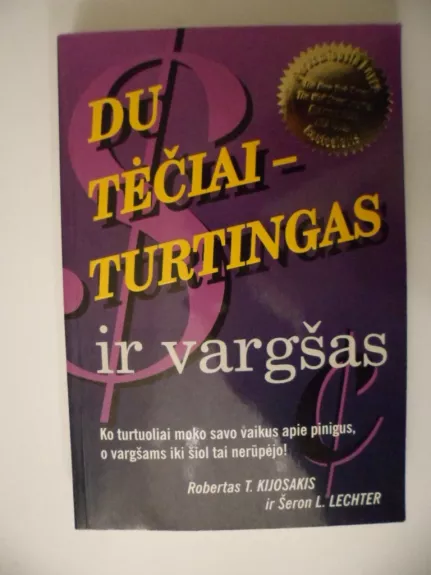 DU
TĖČIAI –
TURTINGAS
ir vargšas
Ko turtuoliai moko savo vaikus apie pinigus,
o vargšams iki šiol tai nerūpėjo!
Robertas T. KIJOSAKIS
ir Šeron L. LECHTER